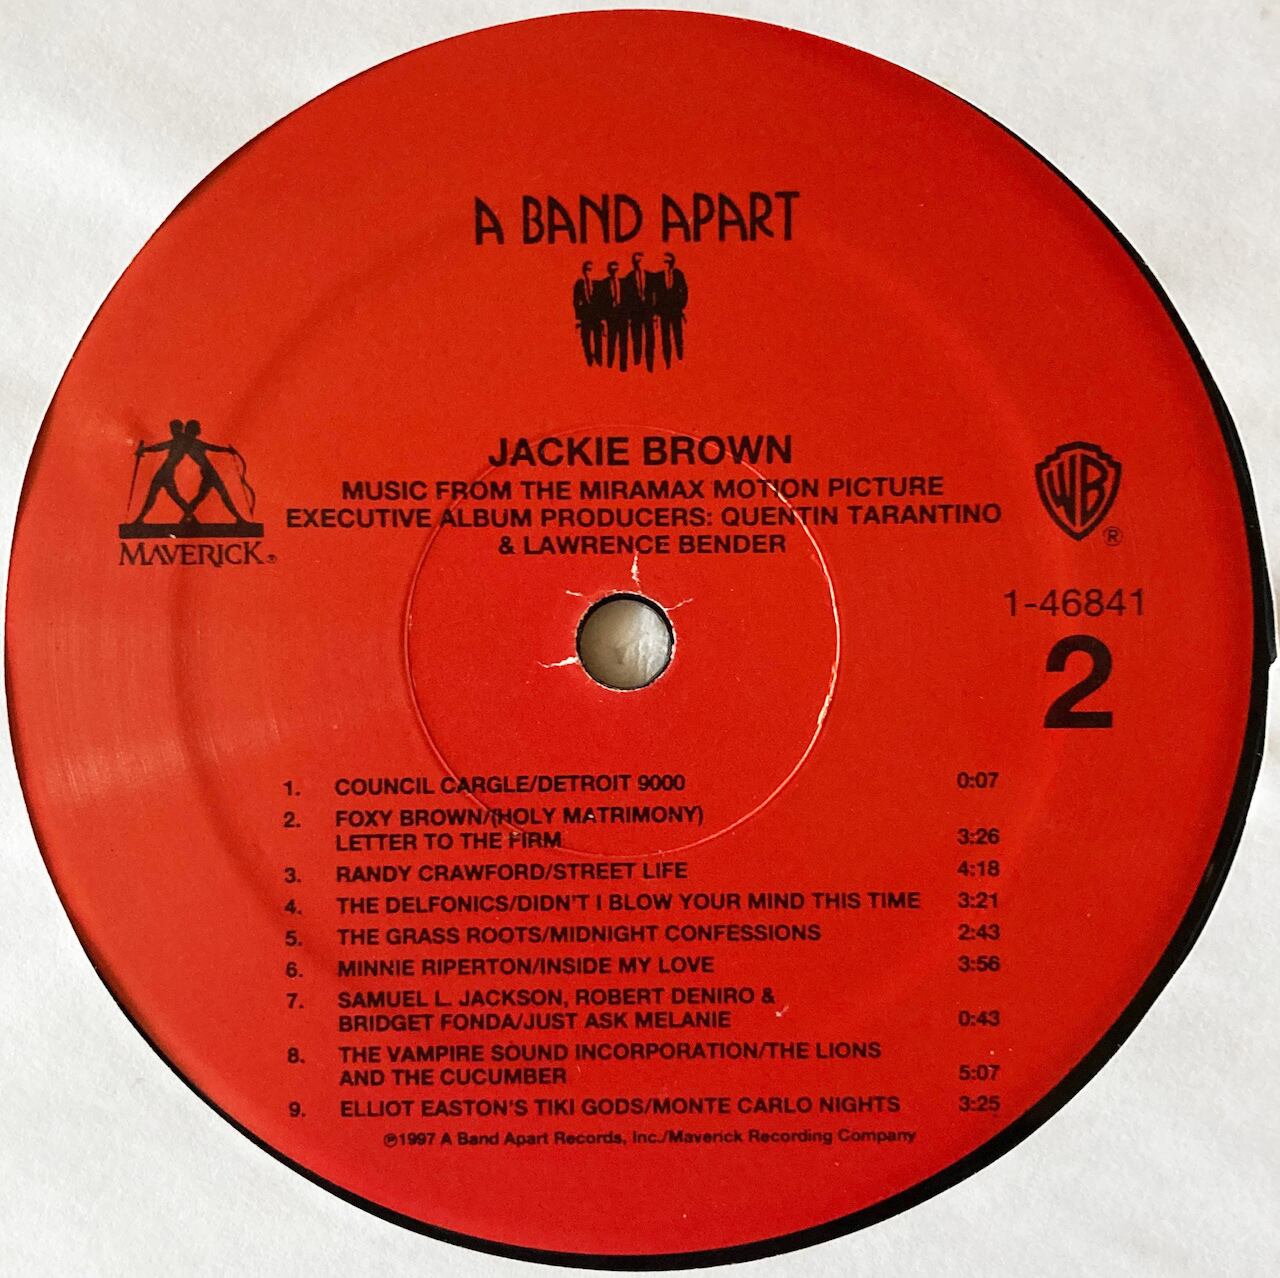 A BAND APART
JACKIE BROWN
MUSIC FROM THE MIRAMAX MOTION PICTURE
EXECUTIVE ALBUM PRODUCERS: QUENTIN TARANTINO
& LAWRENCE BENDER
MAVERICK®
WB
®
1-46841
2
1. COUNCIL CARGLE/DETROIT 9000 0:07
2. FOXY BROWN/(HOLY MATRIMONY)
LETTER TO THE FIRM 3:26
3. RANDY CRAWFORD/STREET LIFE 4:18
4. THE DELFONICS/DIDN'T I BLOW YOUR MIND THIS TIME 3:21
5. THE GRASS ROOTS/MIDNIGHT CONFESSIONS 2:43
6. MINNIE RIPERTON/INSIDE MY LOVE 3:56
7. SAMUEL L. JACKSON, ROBERT DENIRO &
BRIDGET FONDA/JUST ASK MELANIE 0:43
8. THE VAMPIRE SOUND INCORPORATION/THE LIONS
AND THE CUCUMBER 5:07
9. ELLIOT EASTON'S TIKI GODS/MONTE CARLO NIGHTS 3:25
℗1997 A Band Apart Records, Inc./Maverick Recording Company